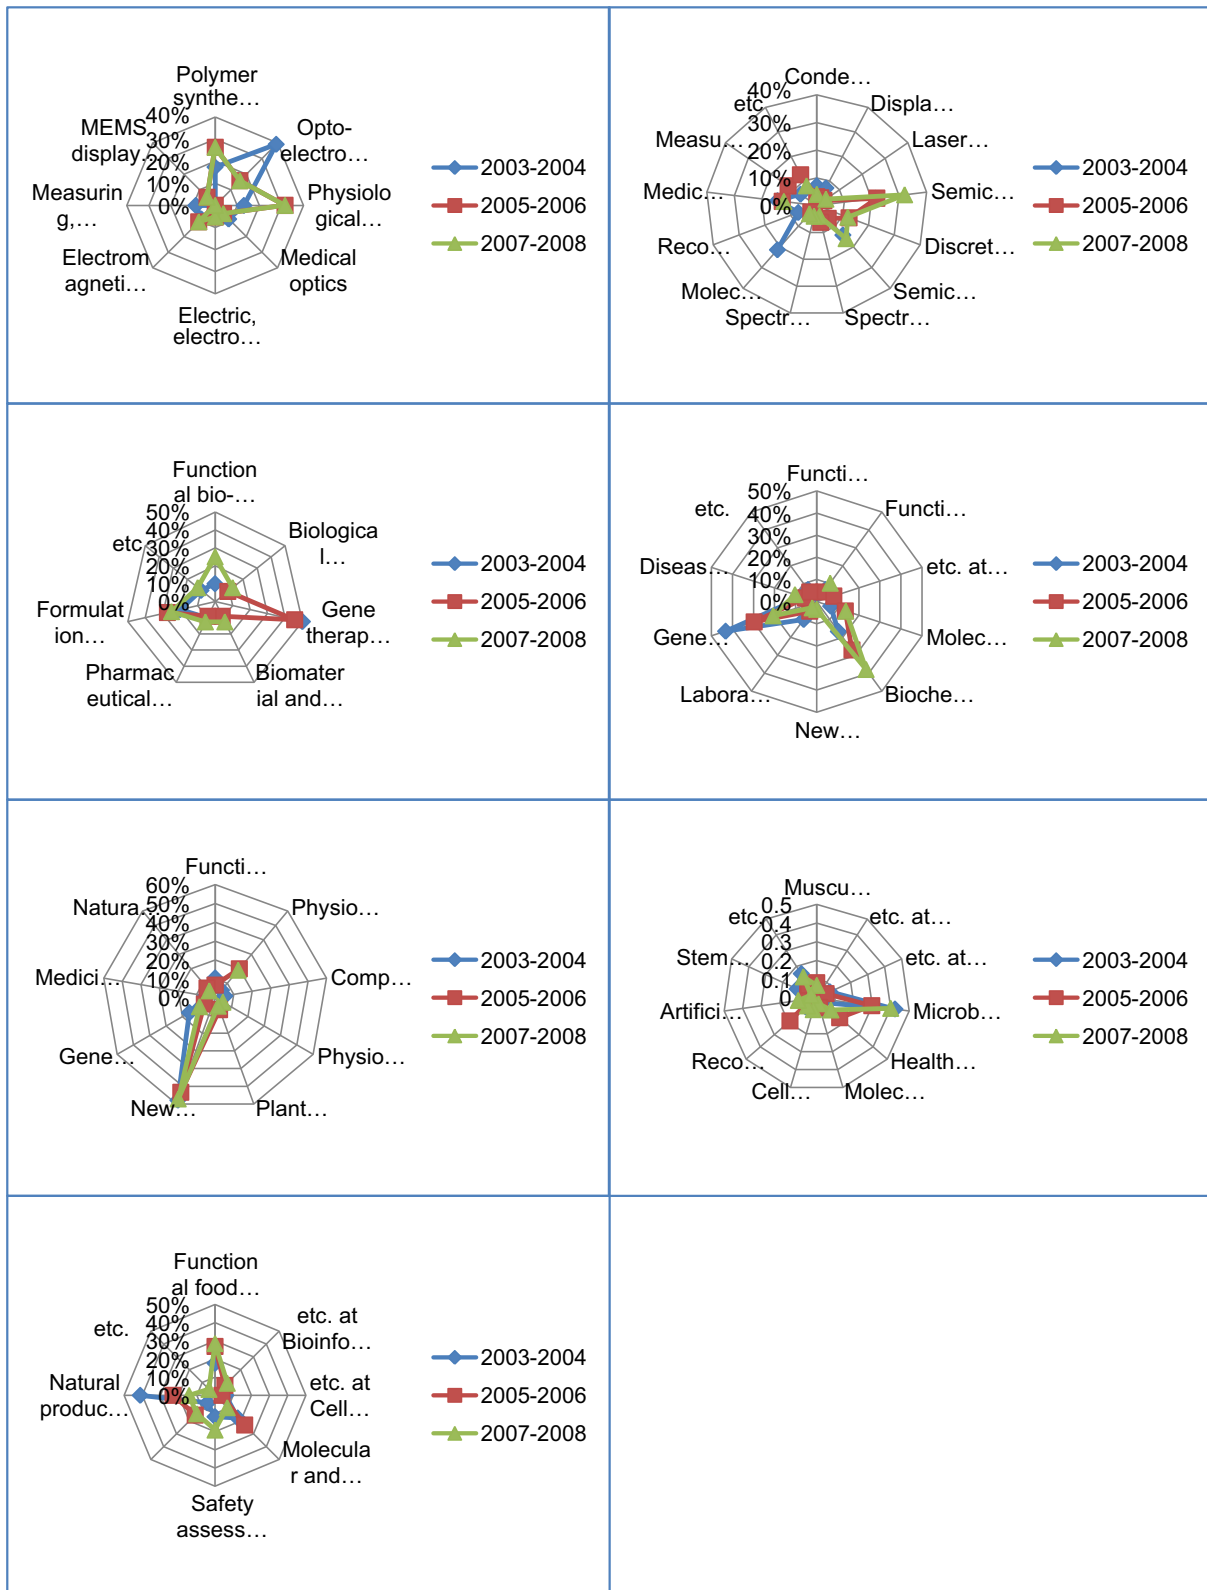 Polymer
synthe…
Opto-
electro…
Physiolo
gical…
Medical
optics
Electric,
electro…
Electrom
agneti…
Measurin
g,…
MEMS
display…
40%
30%
20%
10%
0%
2003-2004
2005-2006
2007-2008
Conde…
Displa…
Laser…
Semic…
Discret…
Semic…
Spectr…
Spectr…
Molec…
Reco…
Medic…
Measu…
etc.
40%
30%
20%
10%
0%
2003-2004
2005-2006
2007-2008
Function
al bio-…
Biologica
l…
Gene
therap…
Biomater
ial and…
Pharmac
eutical…
Formulat
ion…
etc.
50%
40%
30%
20%
10%
0%
2003-2004
2005-2006
2007-2008
Functi…
Functi…
etc. at…
Molec…
Bioche…
New…
Labora…
Gene…
Diseas…
etc.
50%
40%
30%
20%
10%
0%
2003-2004
2005-2006
2007-2008
Functi…
Physio…
Comp…
Physio…
Plant…
New…
Gene…
Medici…
Natura…
60%
50%
40%
30%
20%
10%
0%
2003-2004
2005-2006
2007-2008
Muscu…
etc. at…
etc. at…
Microb…
Health…
Molec…
Cell…
Reco…
Artifici…
Stem…
etc.
0.5
0.4
0.3
0.2
0.1
0
2003-2004
2005-2006
2007-2008
Function
al food…
etc. at
Bioinfo…
etc. at
Cell…
Molecula
r and…
Safety
assess…
Natural
produc…
etc.
50%
40%
30%
20%
10%
0%
2003-2004
2005-2006
2007-2008